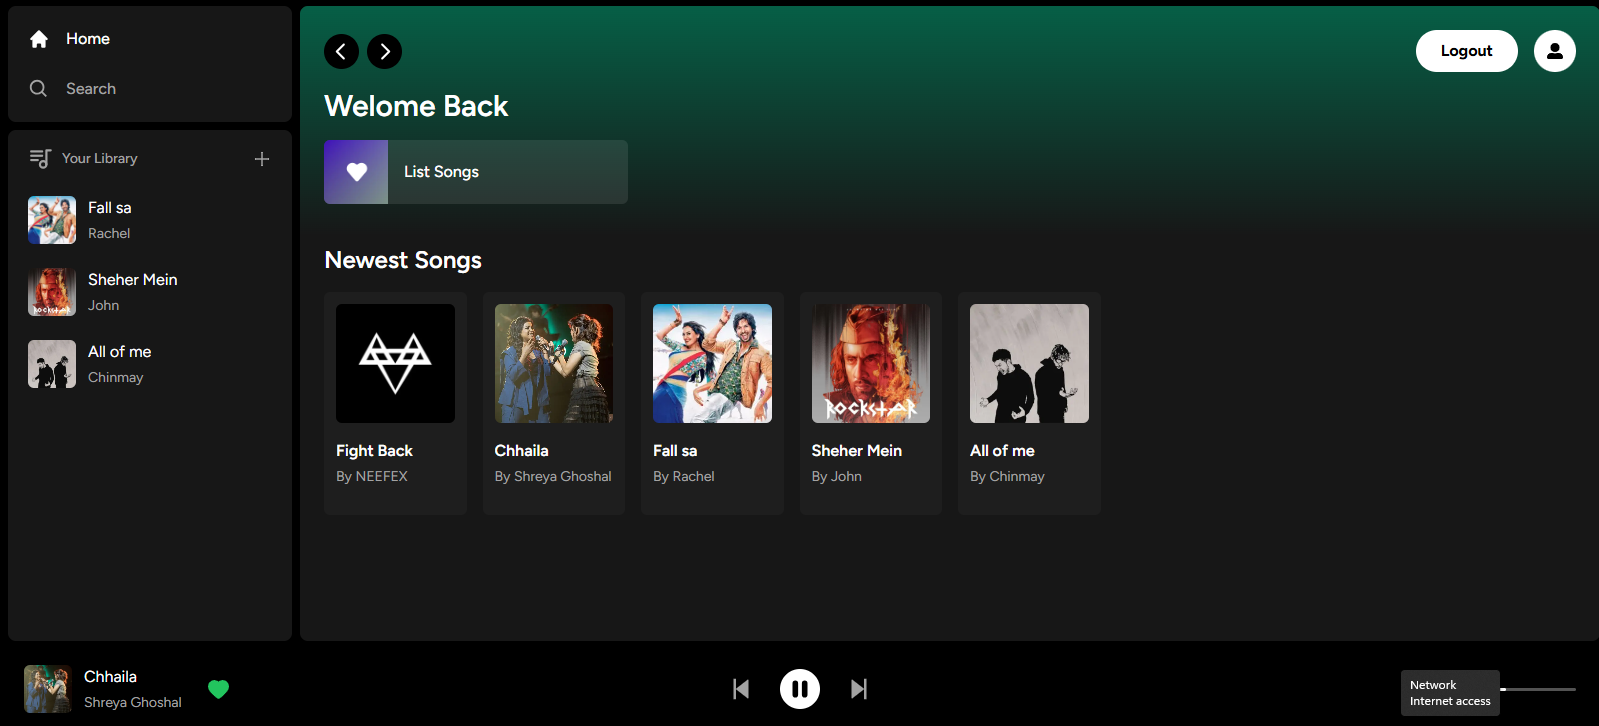 Home
Search
Your Library
Fall sa
Rachel
Sheher Mein
John
All of me
Chinmay
Logout
Welome Back
List Songs
Newest Songs
ROCKSTAR
Fight Back
By NEEFEX
Chhaila
By Shreya Ghoshal
Fall sa
By Rachel
Sheher Mein
By John
All of me
By Chinmay
Chhaila
Shreya Ghoshal
Network
Internet access